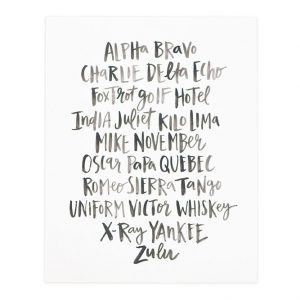 ALPHA BRAVO
CHARLIE DELTA ECHO
FOXTROT GOLF HOTEL
INDIA JULIET KILO LIMA
MIKE NOVEMBER
OSCAR PAPA QUEBEC
ROMEO SIERRA TANGO
UNIFORM VICTOR WHISKEY
X-RAY YANKEE
ZULU